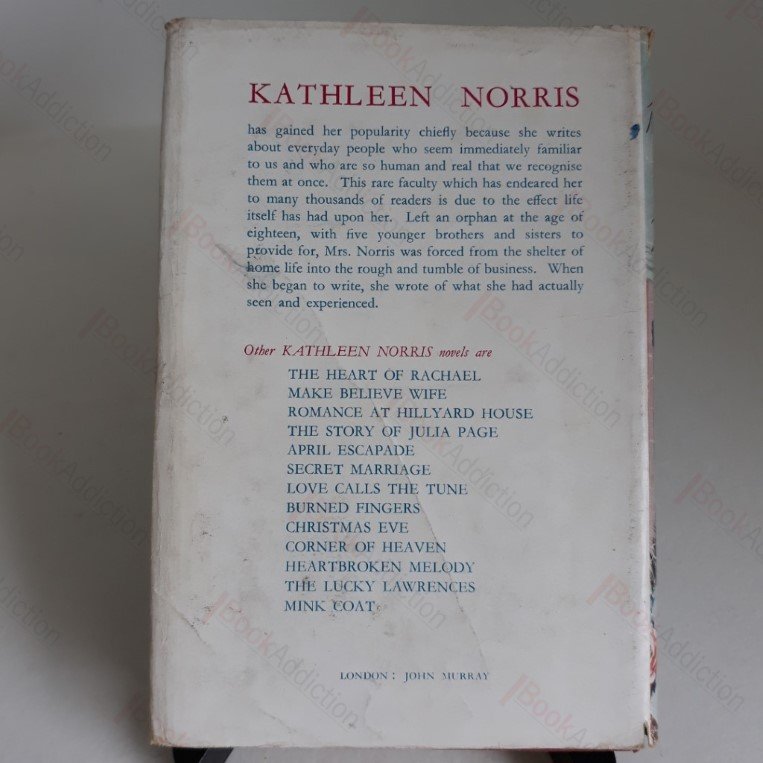 KATHLEEN NORRIS
has gained her popularity chiefly because she writes
about everyday people who seem immediately familiar
to us and who are so human and real that we recognise
them at once. This rare faculty which has endeared her
to many thousands of readers is due to the effect life
itself has had upon her. Left an orphan at the age of
eighteen, with five younger brothers and sisters to
provide for, Mrs. Norris was forced from the shelter of
home life into the rough and tumble of business. When
she began to write, she wrote of what she had actually
seen and experienced.
Other KATHLEEN NORRIS novels are
THE HEART OF RACHAEL
MAKE BELIEVE WIFE
ROMANCE AT HILLYARD HOUSE
THE STORY OF JULIA PAGE
APRIL ESCAPADE
SECRET MARRIAGE
LOVE CALLS THE TUNE
BURNED FINGERS
CHRISTMAS EVE
CORNER OF HEAVEN
HEARTBROKEN MELODY
THE LUCKY LAWRENCES
MINK COAT
LONDON: JOHN MURRAY
BookAddiction